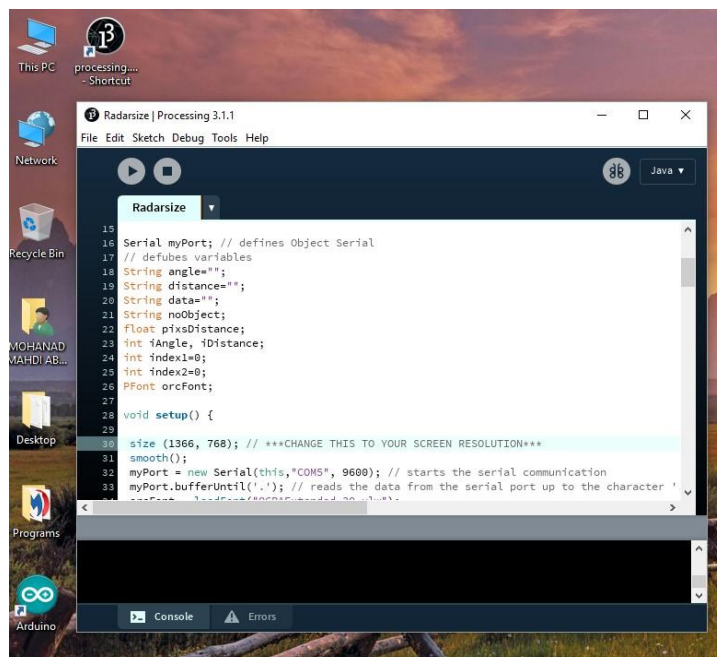 This PC
processing....
- Shortcut
Network
Recycle Bin
MOHANAD
MAHDI AB...
Desktop
Programs
Arduino
Radarsize | Processing 3.1.1
File Edit Sketch Debug Tools Help
Java ▼
Radarsize ▼
15
16 Serial myPort; // defines Object Serial
17 // defubes variables
18 String angle="";
19 String distance="";
20 String data="";
21 String noObject;
22 float pixsDistance;
23 int iAngle, iDistance;
24 int index1=0;
25 int index2=0;
26 PFont orcFont;
27
28 void setup() {
29
30 size (1366, 768); // ***CHANGE THIS TO YOUR SCREEN RESOLUTION***
31 smooth();
32 myPort = new Serial(this,"COM5", 9600); // starts the serial communication
33 myPort.bufferUntil('.'); // reads the data from the serial port up to the character '
Console
Errors